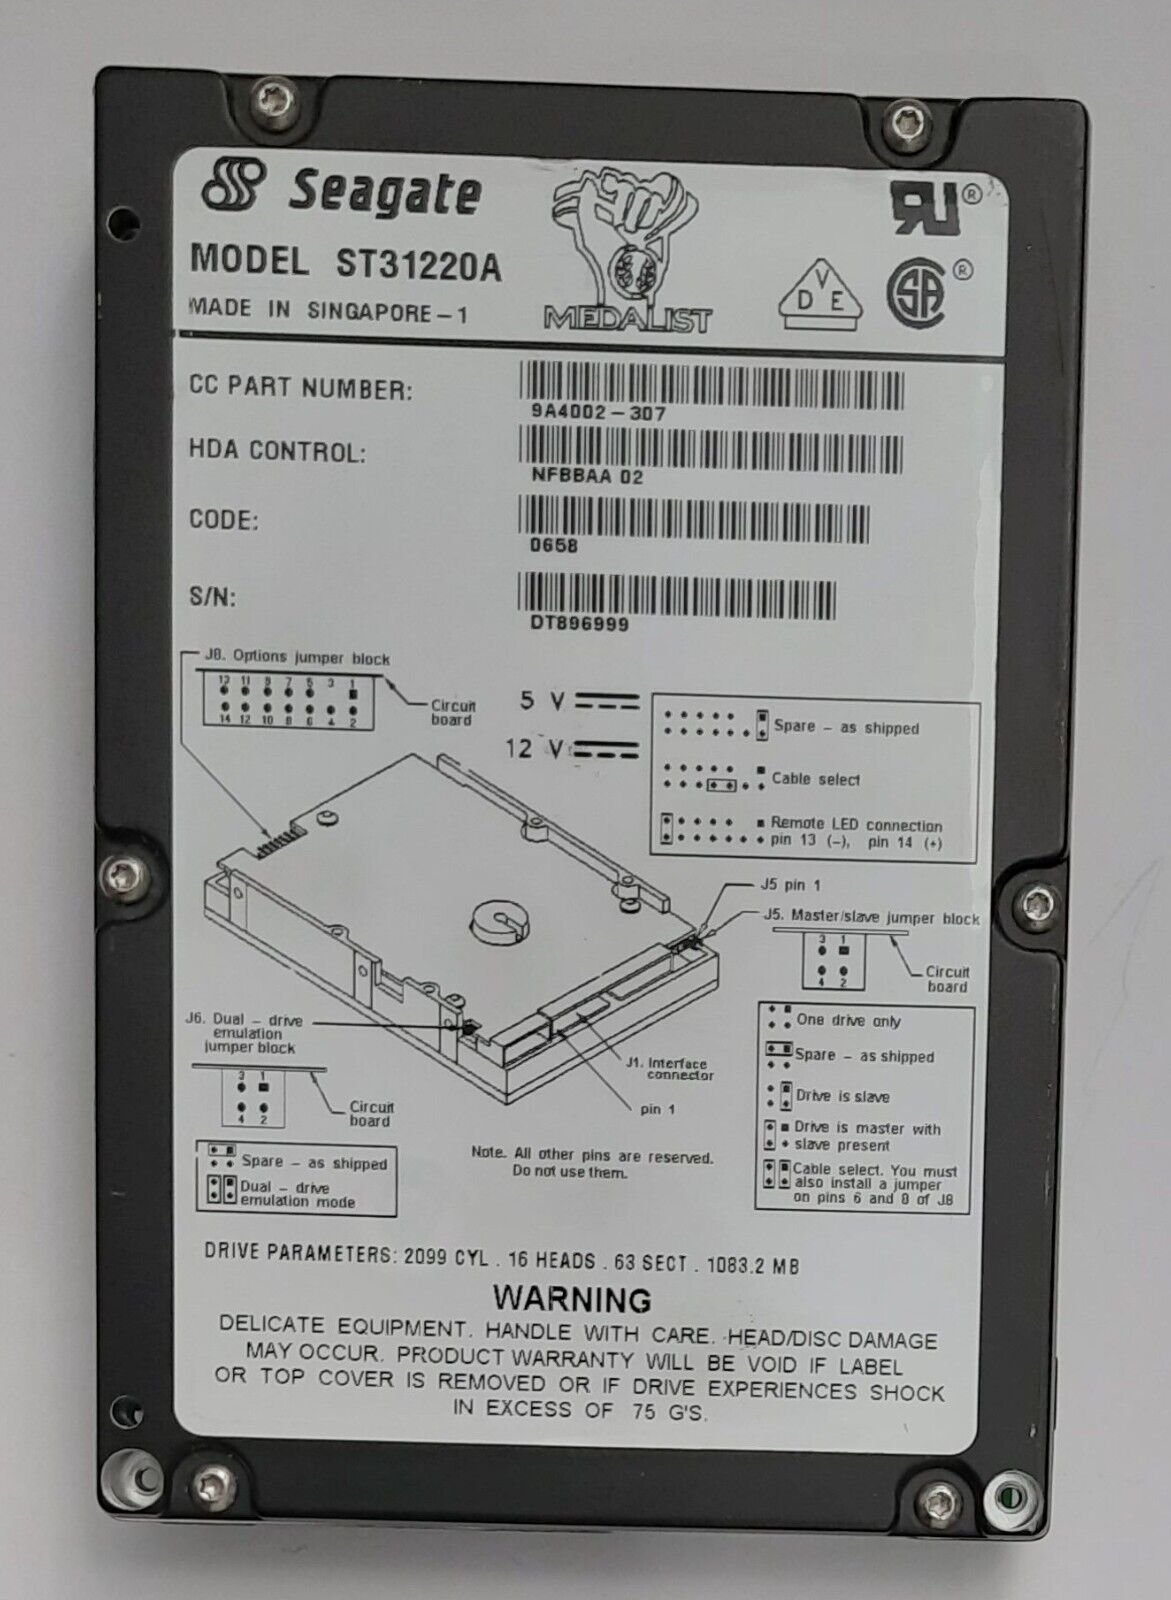 Seagate
MODEL ST31220A
MADE IN SINGAPORE-1
MEDALIST
VDE
®
®
CC PART NUMBER:
9A4002-307
HDA CONTROL:
NFBBAA 02
CODE:
0658
S/N:
DT896999
J8. Options jumper block
13 11 9 7 5 3 1
14 12 10 8 6 4 2
Circuit
board
5 V
12 V
Spare - as shipped
Cable select
Remote LED connection
pin 13 (-), pin 14 (+)
J5 pin 1
J5. Master/slave jumper block
3 1
4 2
Circuit
board
J6. Dual - drive
emulation
jumper block
3 1
4 2
Circuit
board
J1. Interface
connector
pin 1
One drive only
Spare - as shipped
Drive is slave
Drive is master with
slave present
Cable select. You must
also install a jumper
on pins 6 and 8 of J8
Spare - as shipped
Dual - drive
emulation mode
Note. All other pins are reserved.
Do not use them.
DRIVE PARAMETERS: 2099 CYL . 16 HEADS . 63 SECT . 1083.2 MB
WARNING
DELICATE EQUIPMENT. HANDLE WITH CARE. HEAD/DISC DAMAGE
MAY OCCUR. PRODUCT WARRANTY WILL BE VOID IF LABEL
OR TOP COVER IS REMOVED OR IF DRIVE EXPERIENCES SHOCK
IN EXCESS OF 75 G'S.